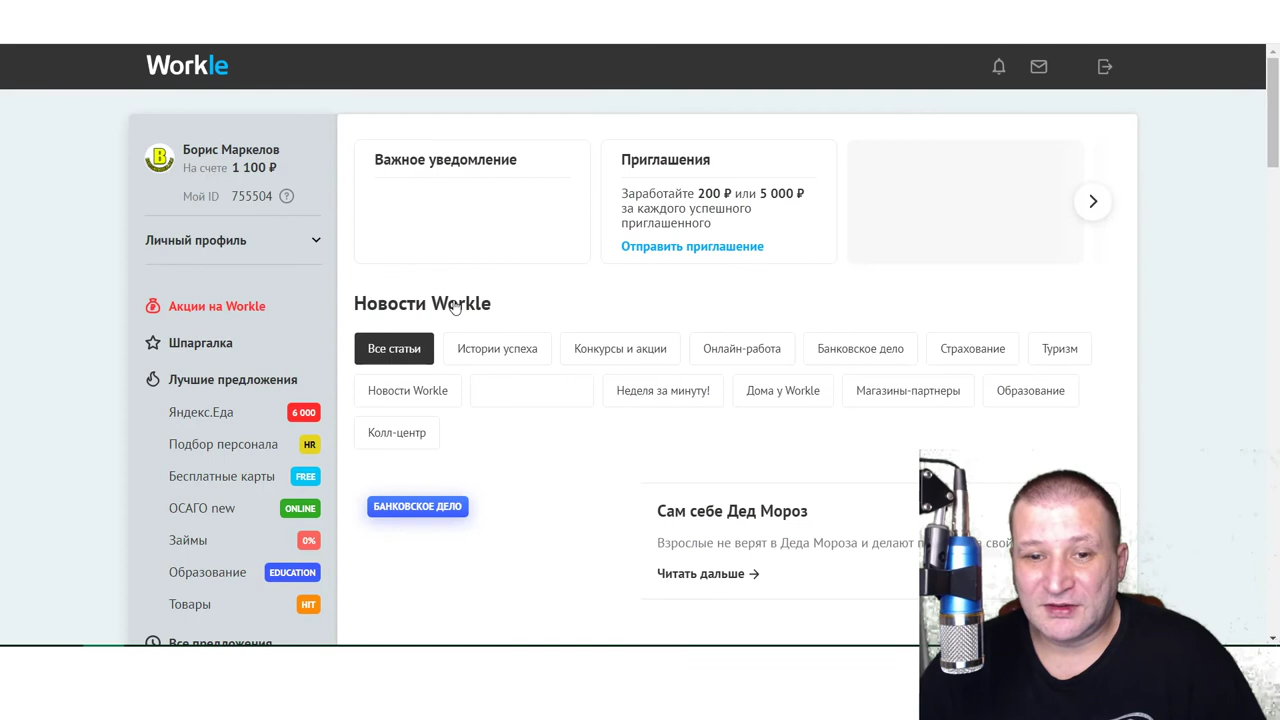 Workle
Борис Маркелов
На счете 1 100 ₽
Мой ID 755504 ?
Личный профиль
Акции на Workle
Шпаргалка
Лучшие предложения
Яндекс.Еда 6 000
Подбор персонала HR
Бесплатные карты FREE
ОСАГО new ONLINE
Займы 0%
Образование EDUCATION
Товары HIT
Все предложения
Важное уведомление
Приглашения
Заработайте 200 ₽ или 5 000 ₽
за каждого успешного
приглашенного
Отправить приглашение
Новости Workle
Все статьи Истории успеха Конкурсы и акции Онлайн-работа Банковское дело Страхование Туризм
Новости Workle Неделя за минуту! Дома у Workle Магазины-партнеры Образование
Колл-центр
БАНКОВСКОЕ ДЕЛО
Сам себе Дед Мороз
Взрослые не верят в Деда Мороза и делают свой
Читать дальше →